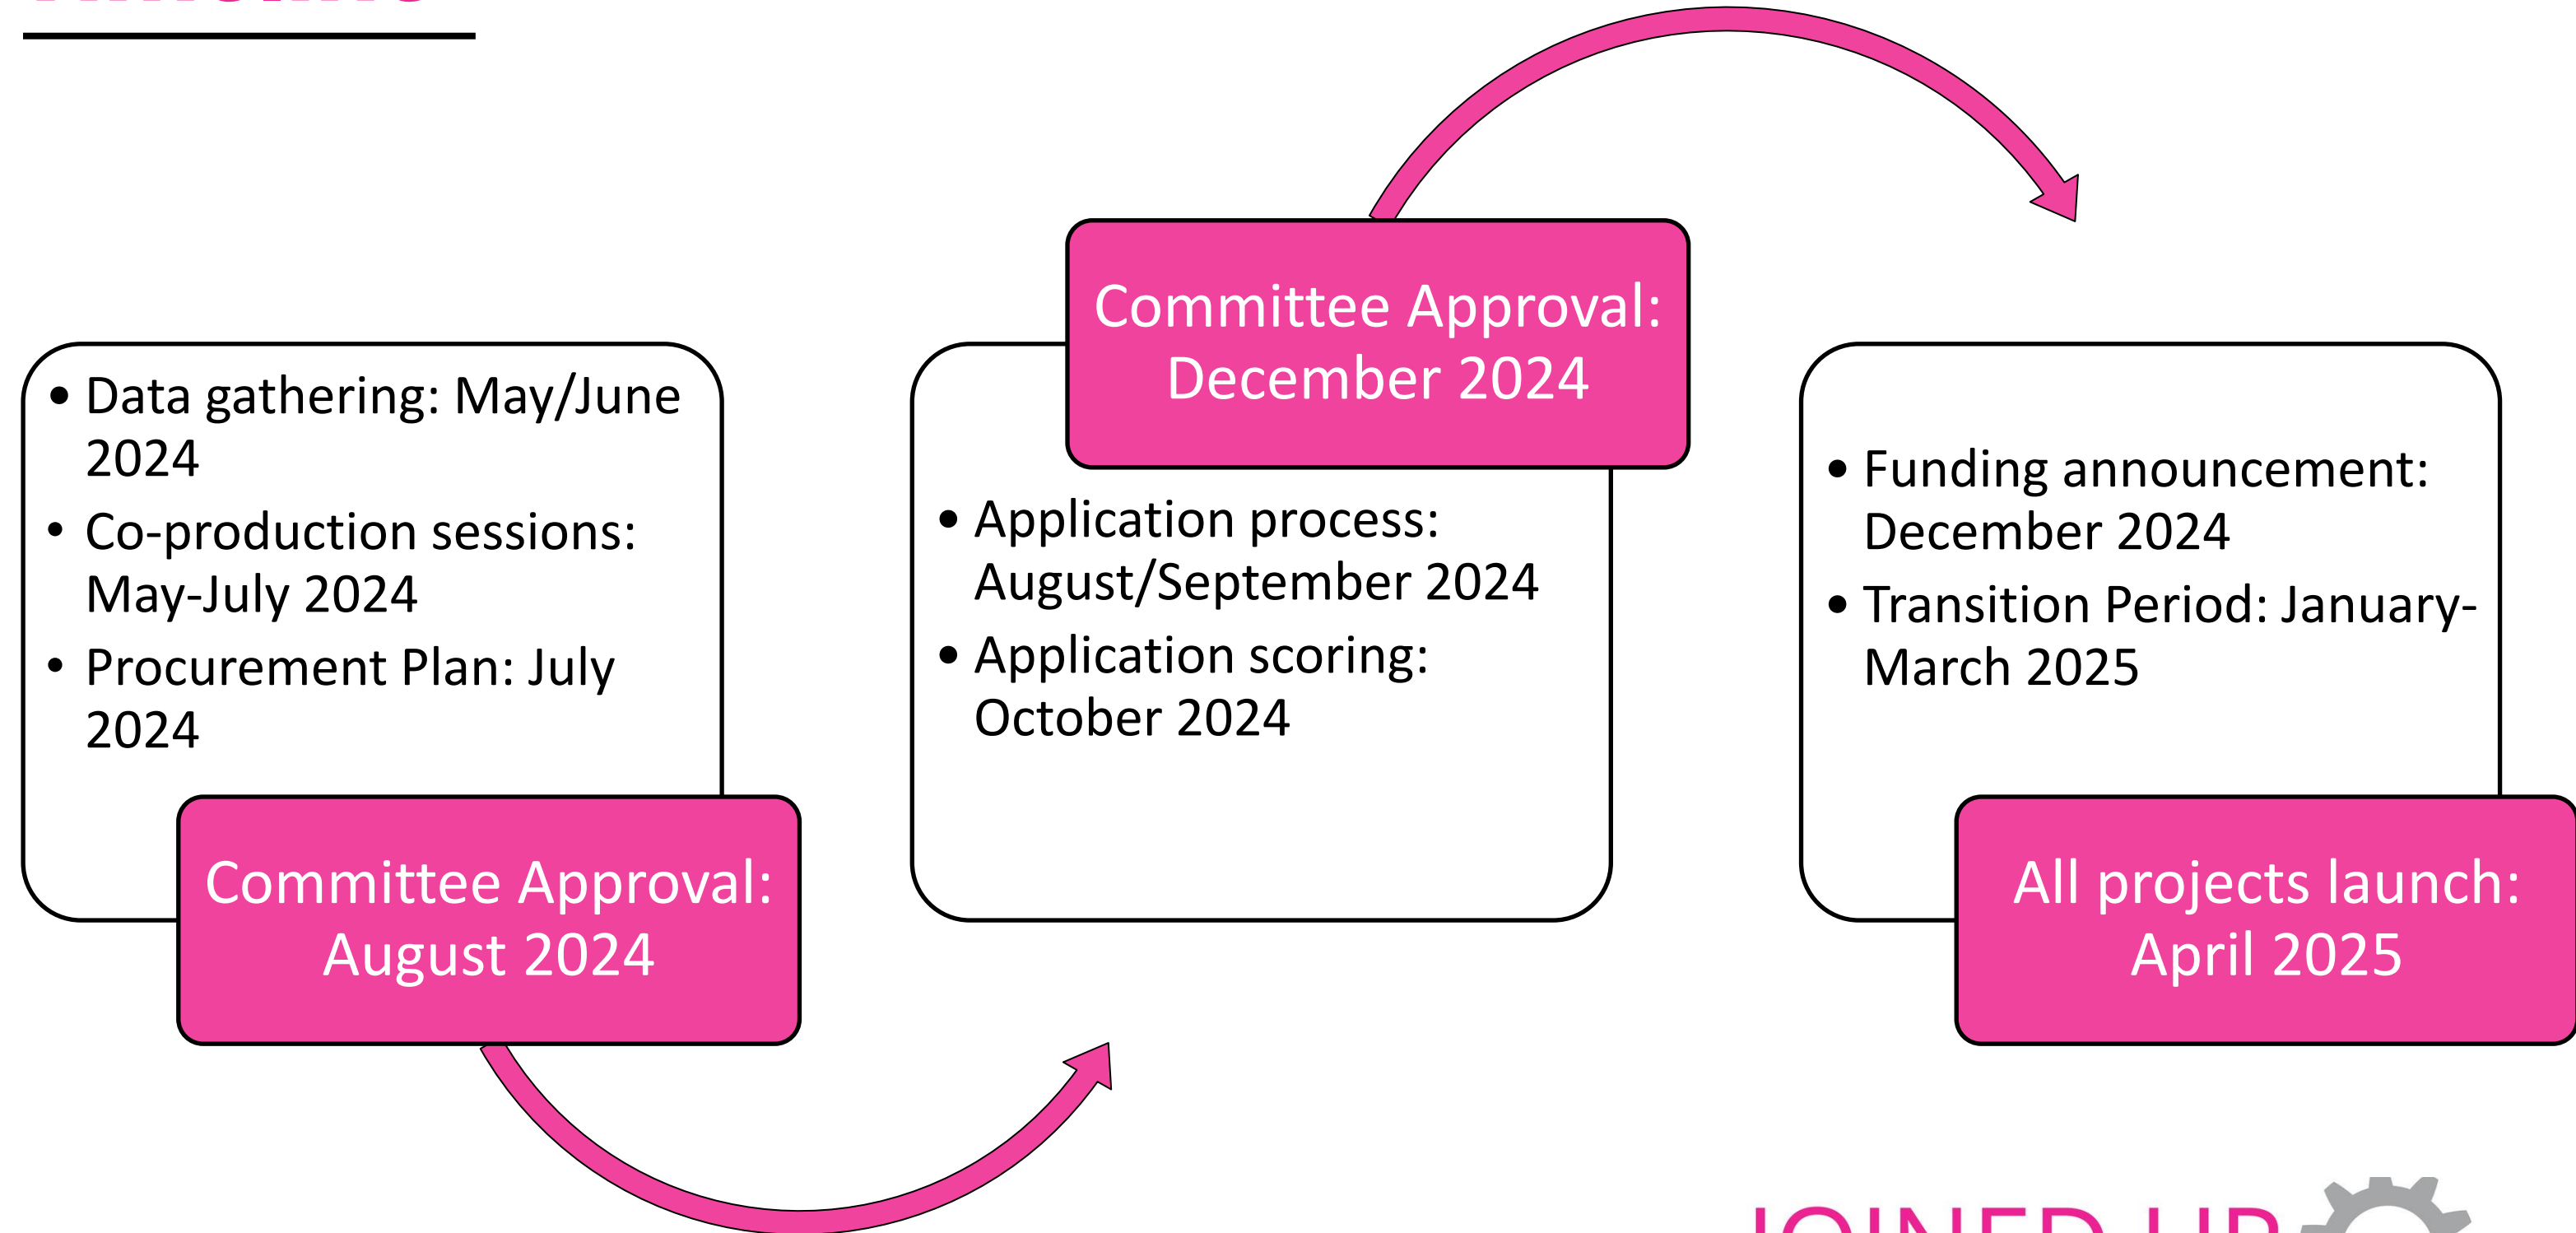 • Data gathering: May/June
2024
• Co-production sessions:
May-July 2024
• Procurement Plan: July
2024
Committee Approval:
August 2024
Committee Approval:
December 2024
• Application process:
August/September 2024
• Application scoring:
October 2024
• Funding announcement:
December 2024
• Transition Period: January-
March 2025
All projects launch:
April 2025
JOINED UP